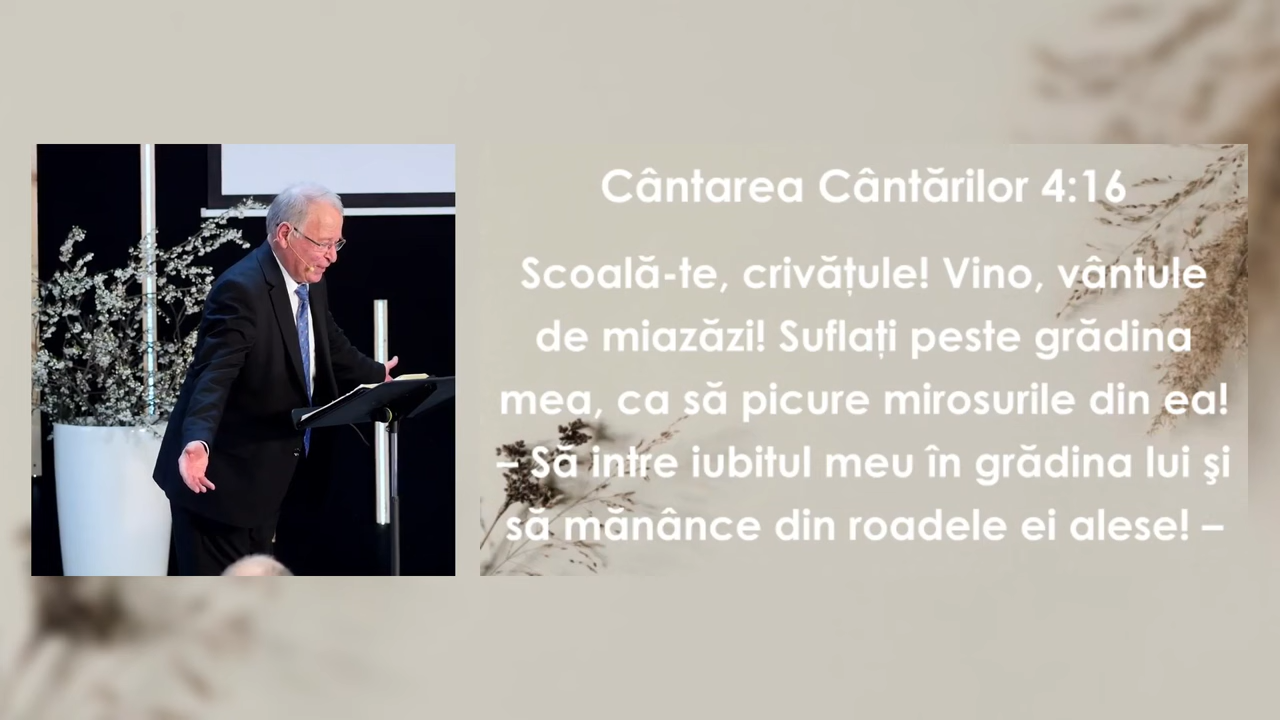 Cântarea Cântărilor 4:16
Scoală-te, crivățule! Vino, vântule
de miazăzi! Suflați peste grădina
mea, ca să picure mirosurile din ea!
– Să intre iubitul meu în grădina lui şi
să mănânce din roadele ei alese! –